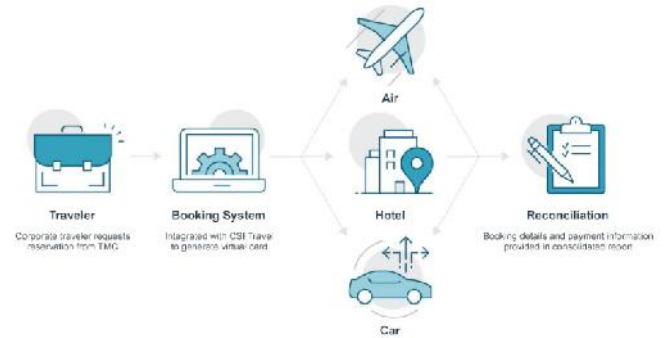 Air
Traveler
Corporate traveler requests
reservation from TMC
Booking System
Integrated with CSI Travel
to generate virtual card
Hotel
Reconciliation
Booking details and payment information
provided in consolidated report
Car